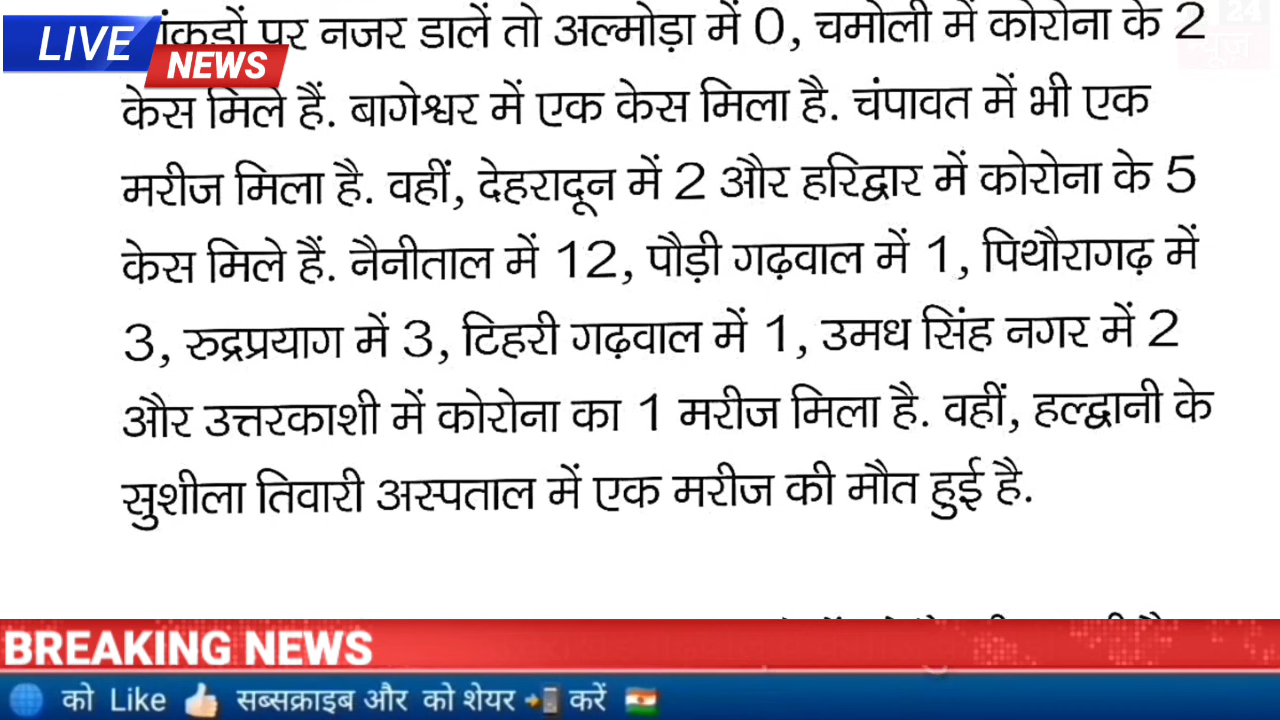 LIVE
NEWS
24
न्यूज़
पर नजर डालें तो अल्मोड़ा में 0, चमोली में कोरोना के 2
केस मिले हैं. बागेश्वर में एक केस मिला है. चंपावत में भी एक
मरीज मिला है. वहीं, देहरादून में 2 और हरिद्वार में कोरोना के 5
केस मिले हैं. नैनीताल में 12, पौड़ी गढ़वाल में 1, पिथौरागढ़ में
3, रुद्रप्रयाग में 3, टिहरी गढ़वाल में 1, उमध सिंह नगर में 2
और उत्तरकाशी में कोरोना का 1 मरीज मिला है. वहीं, हल्द्वानी के
सुशीला तिवारी अस्पताल में एक मरीज की मौत हुई है.
BREAKING NEWS
को Like सब्सक्राइब और को शेयर करें